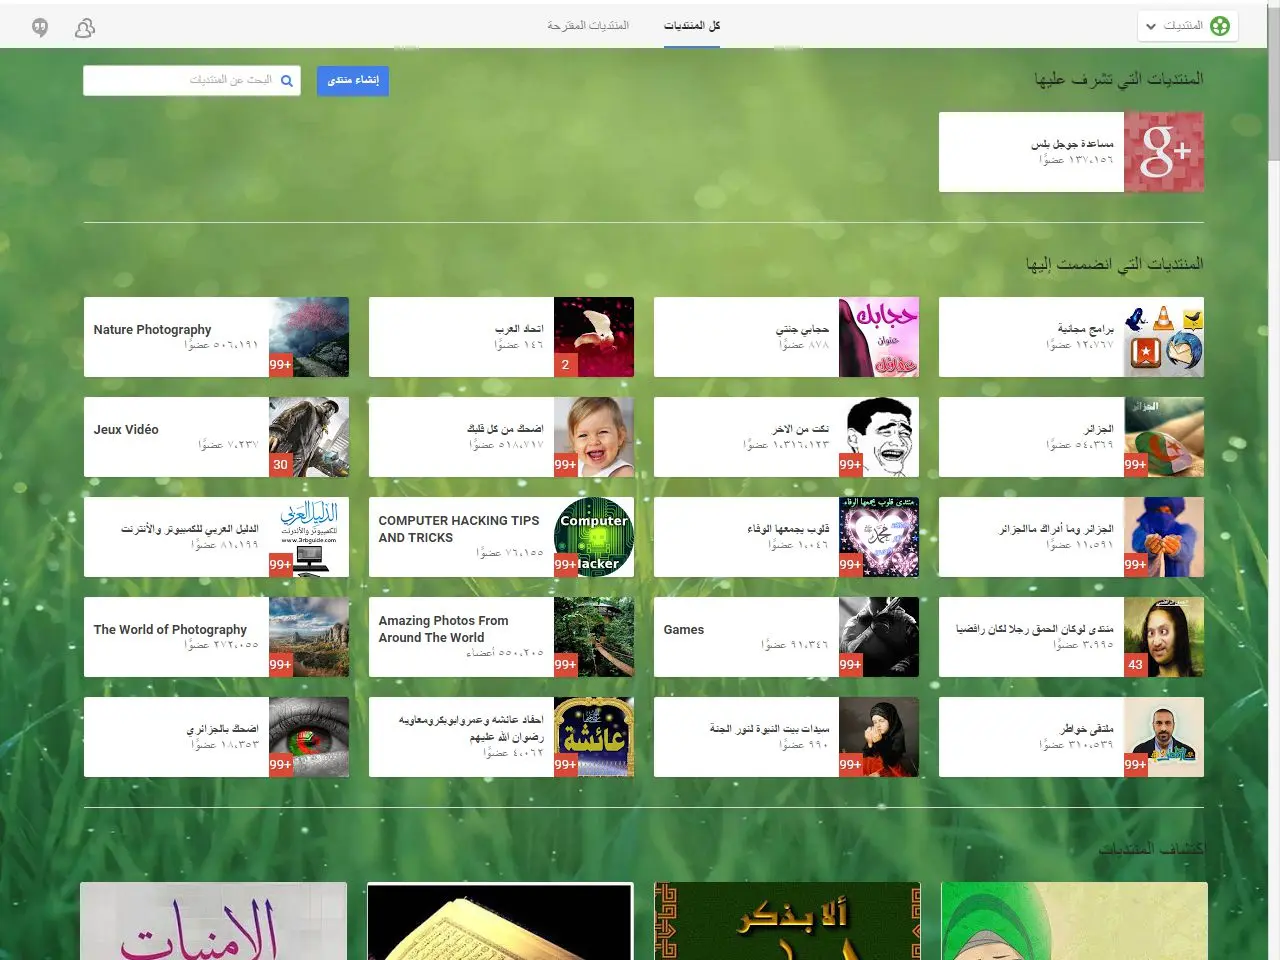 المنتديات
كل المنتديات
المنتديات المقترحة
المنتديات التي تشرف عليها
إنشاء منتدى
البحث عن المنتديات
g+
مساعدة جوجل بلس
١٣٧،١٥٦ عضوًا
المنتديات التي انضممت إليها
برامج مجانية
١٢،٧٦٧ عضوًا
حجابك
عنوان
عفافك
حجابي جنتي
٨٧٨ عضوًا
2
اتحاد العرب
١٤٦ عضوًا
99+
Nature Photography
٥٠٦،١٩١ عضوًا
الجزائر
99+
الجزائر
٥٤،٣٦٩ عضوًا
99+
نكت من الاخر
١،٣١٦،١٢٣ عضوًا
99+
اضحك من كل قلبك
٥١٨،٧١٧ عضوًا
30
Jeux Vidéo
٧،٢٣٧ عضوًا
99+
الجزائر وما أدراك ماالجزائر
١١،٥٩١ عضوًا
منتدى قلوب يجمعها الوفاء
99+
قلوب يجمعها الوفاء
١،٠٤٦ عضوًا
Computer
Hacker
99+
COMPUTER HACKING TIPS
AND TRICKS
٧٦،١٥٥ عضوًا
الدليل العربي
للكمبيوتر والأنترنت
www.3rbguide.com
99+
الدليل العربي للكمبيوتر والأنترنت
٨١،١٩٩ عضوًا
43
منتدى لوكان الحمق رجلا لكان رافضيا
٣،٩٩٥ عضوًا
99+
Games
٩١،٣٤٦ عضوًا
99+
Amazing Photos From
Around The World
٥٥٠،٢٠٥ أعضاء
99+
The World of Photography
٢٧٢،٠٥٥ عضوًا
99+
ملتقى خواطر
٣١٠،٥٣٩ عضوًا
99+
سيدات بيت النبوة لنور الجنة
٩٩٠ عضوًا
عائشة
99+
احفاد عائشه وعمروابوبكرومعاويه
رضوان الله عليهم
٤،٠٦٢ عضوًا
99+
اضحك بالجزائري
١٨،٣٥٣ عضوًا
اكتشاف المنتديات
ألا بذكر
الامنيات